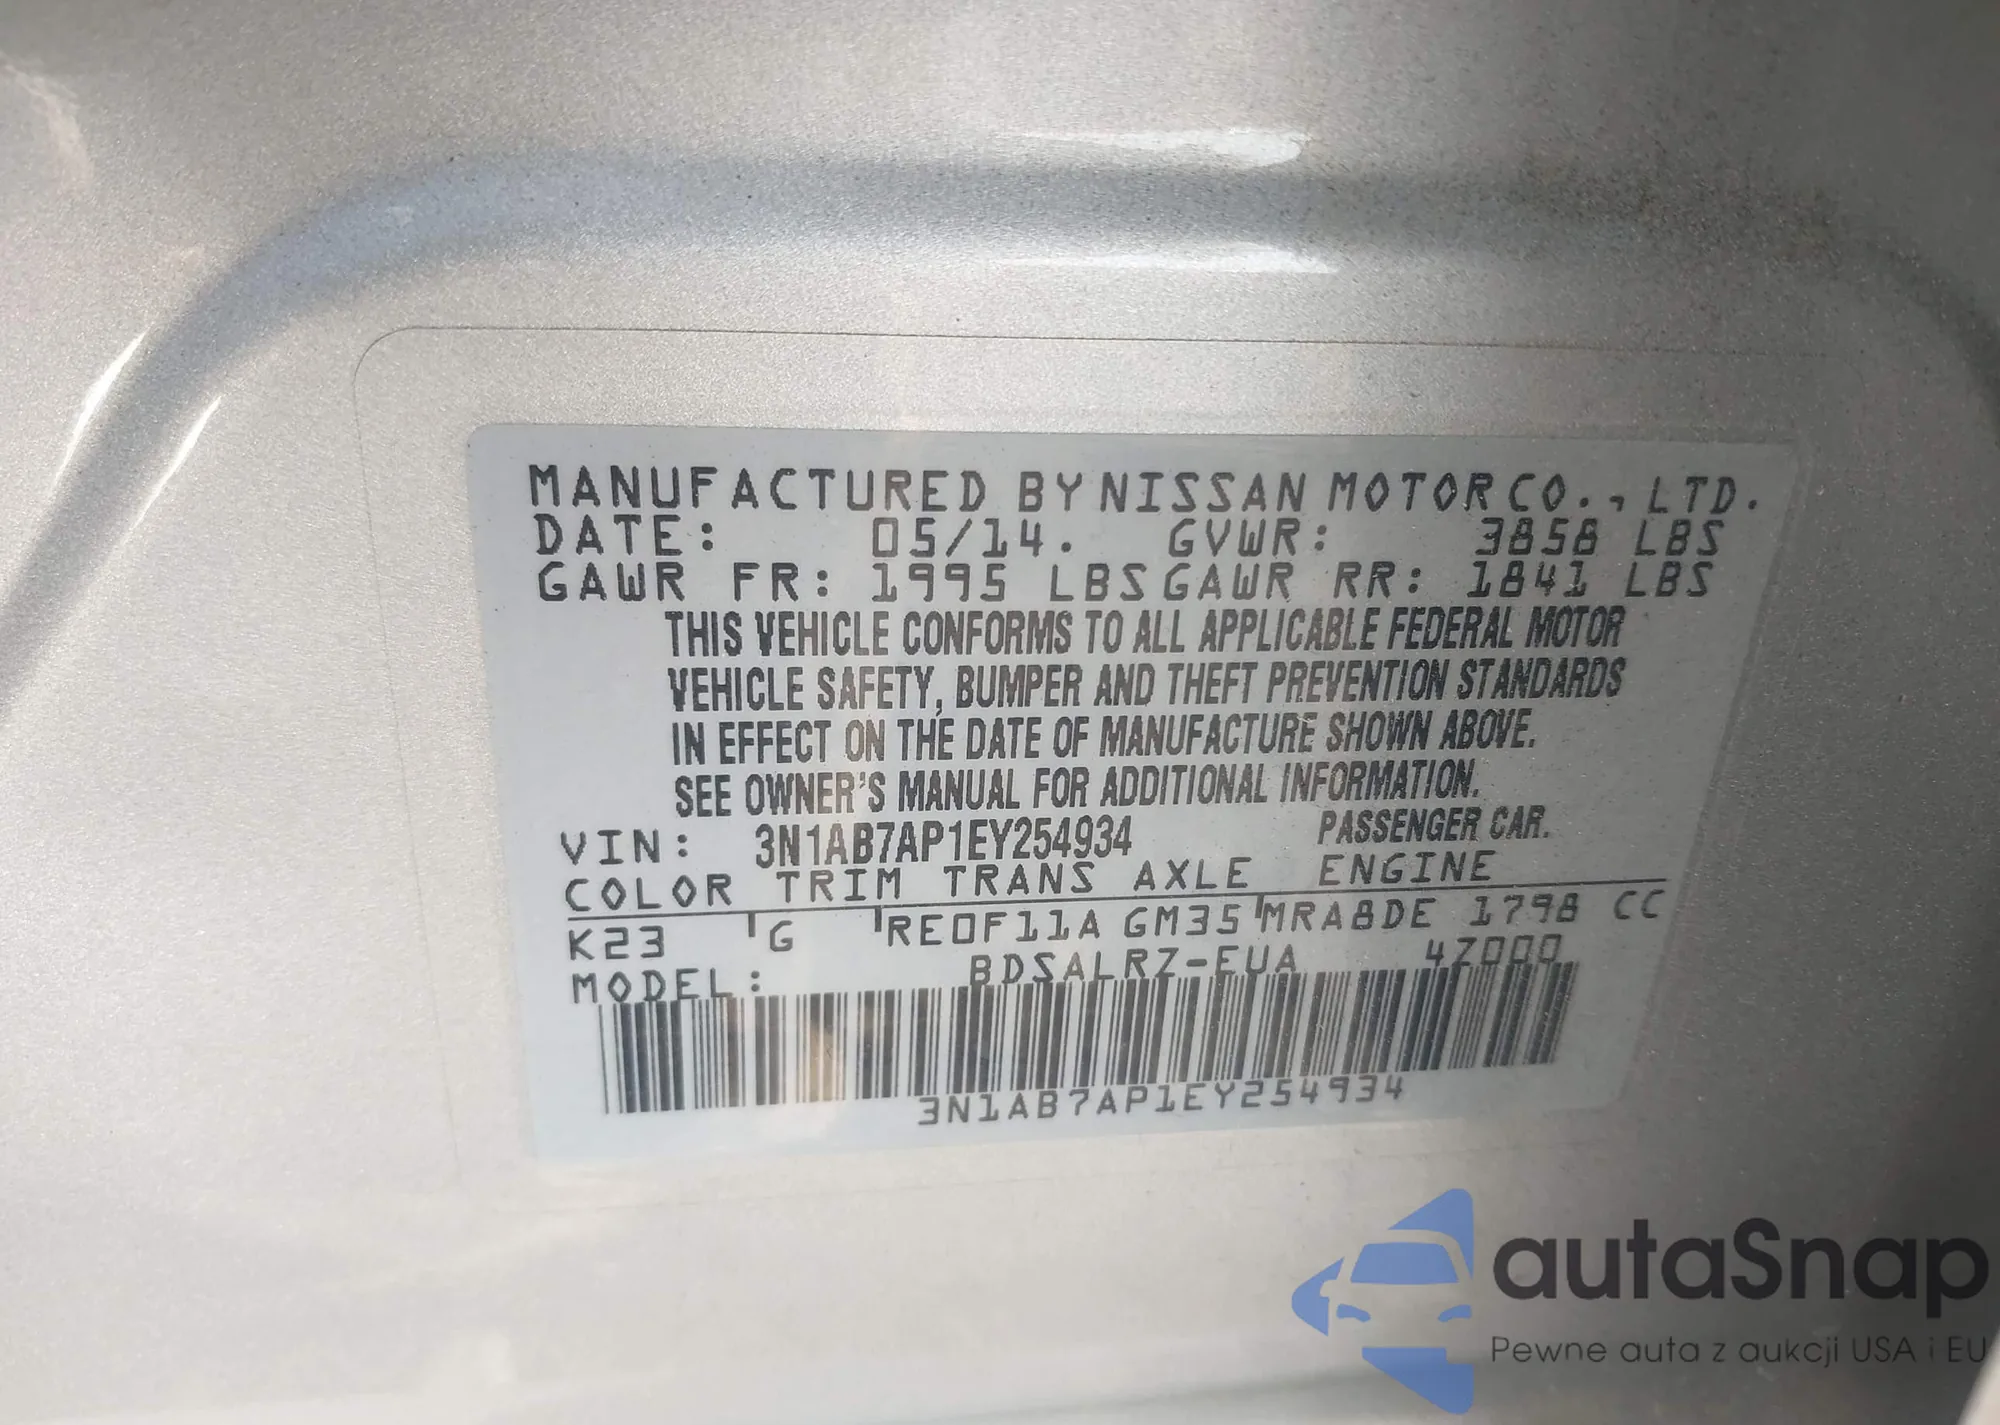 MANUFACTURED BY NISSAN MOTOR CO., LTD.
DATE: 05/14. GVWR: 3858 LBS
GAWR FR: 1995 LBS GAWR RR: 1841 LBS
THIS VEHICLE CONFORMS TO ALL APPLICABLE FEDERAL MOTOR
VEHICLE SAFETY, BUMPER AND THEFT PREVENTION STANDARDS
IN EFFECT ON THE DATE OF MANUFACTURE SHOWN ABOVE.
SEE OWNER'S MANUAL FOR ADDITIONAL INFORMATION.
VIN: 3N1AB7AP1EY254934 PASSENGER CAR.
COLOR TRIM TRANS AXLE ENGINE
K23 G RE0F11A GM35 MRA8DE 1798 CC
MODEL: BDSALRZ-EUA 4Z000
3N1AB7AP1EY254934
autaSnap
Pewne auta z aukcji USA i EU